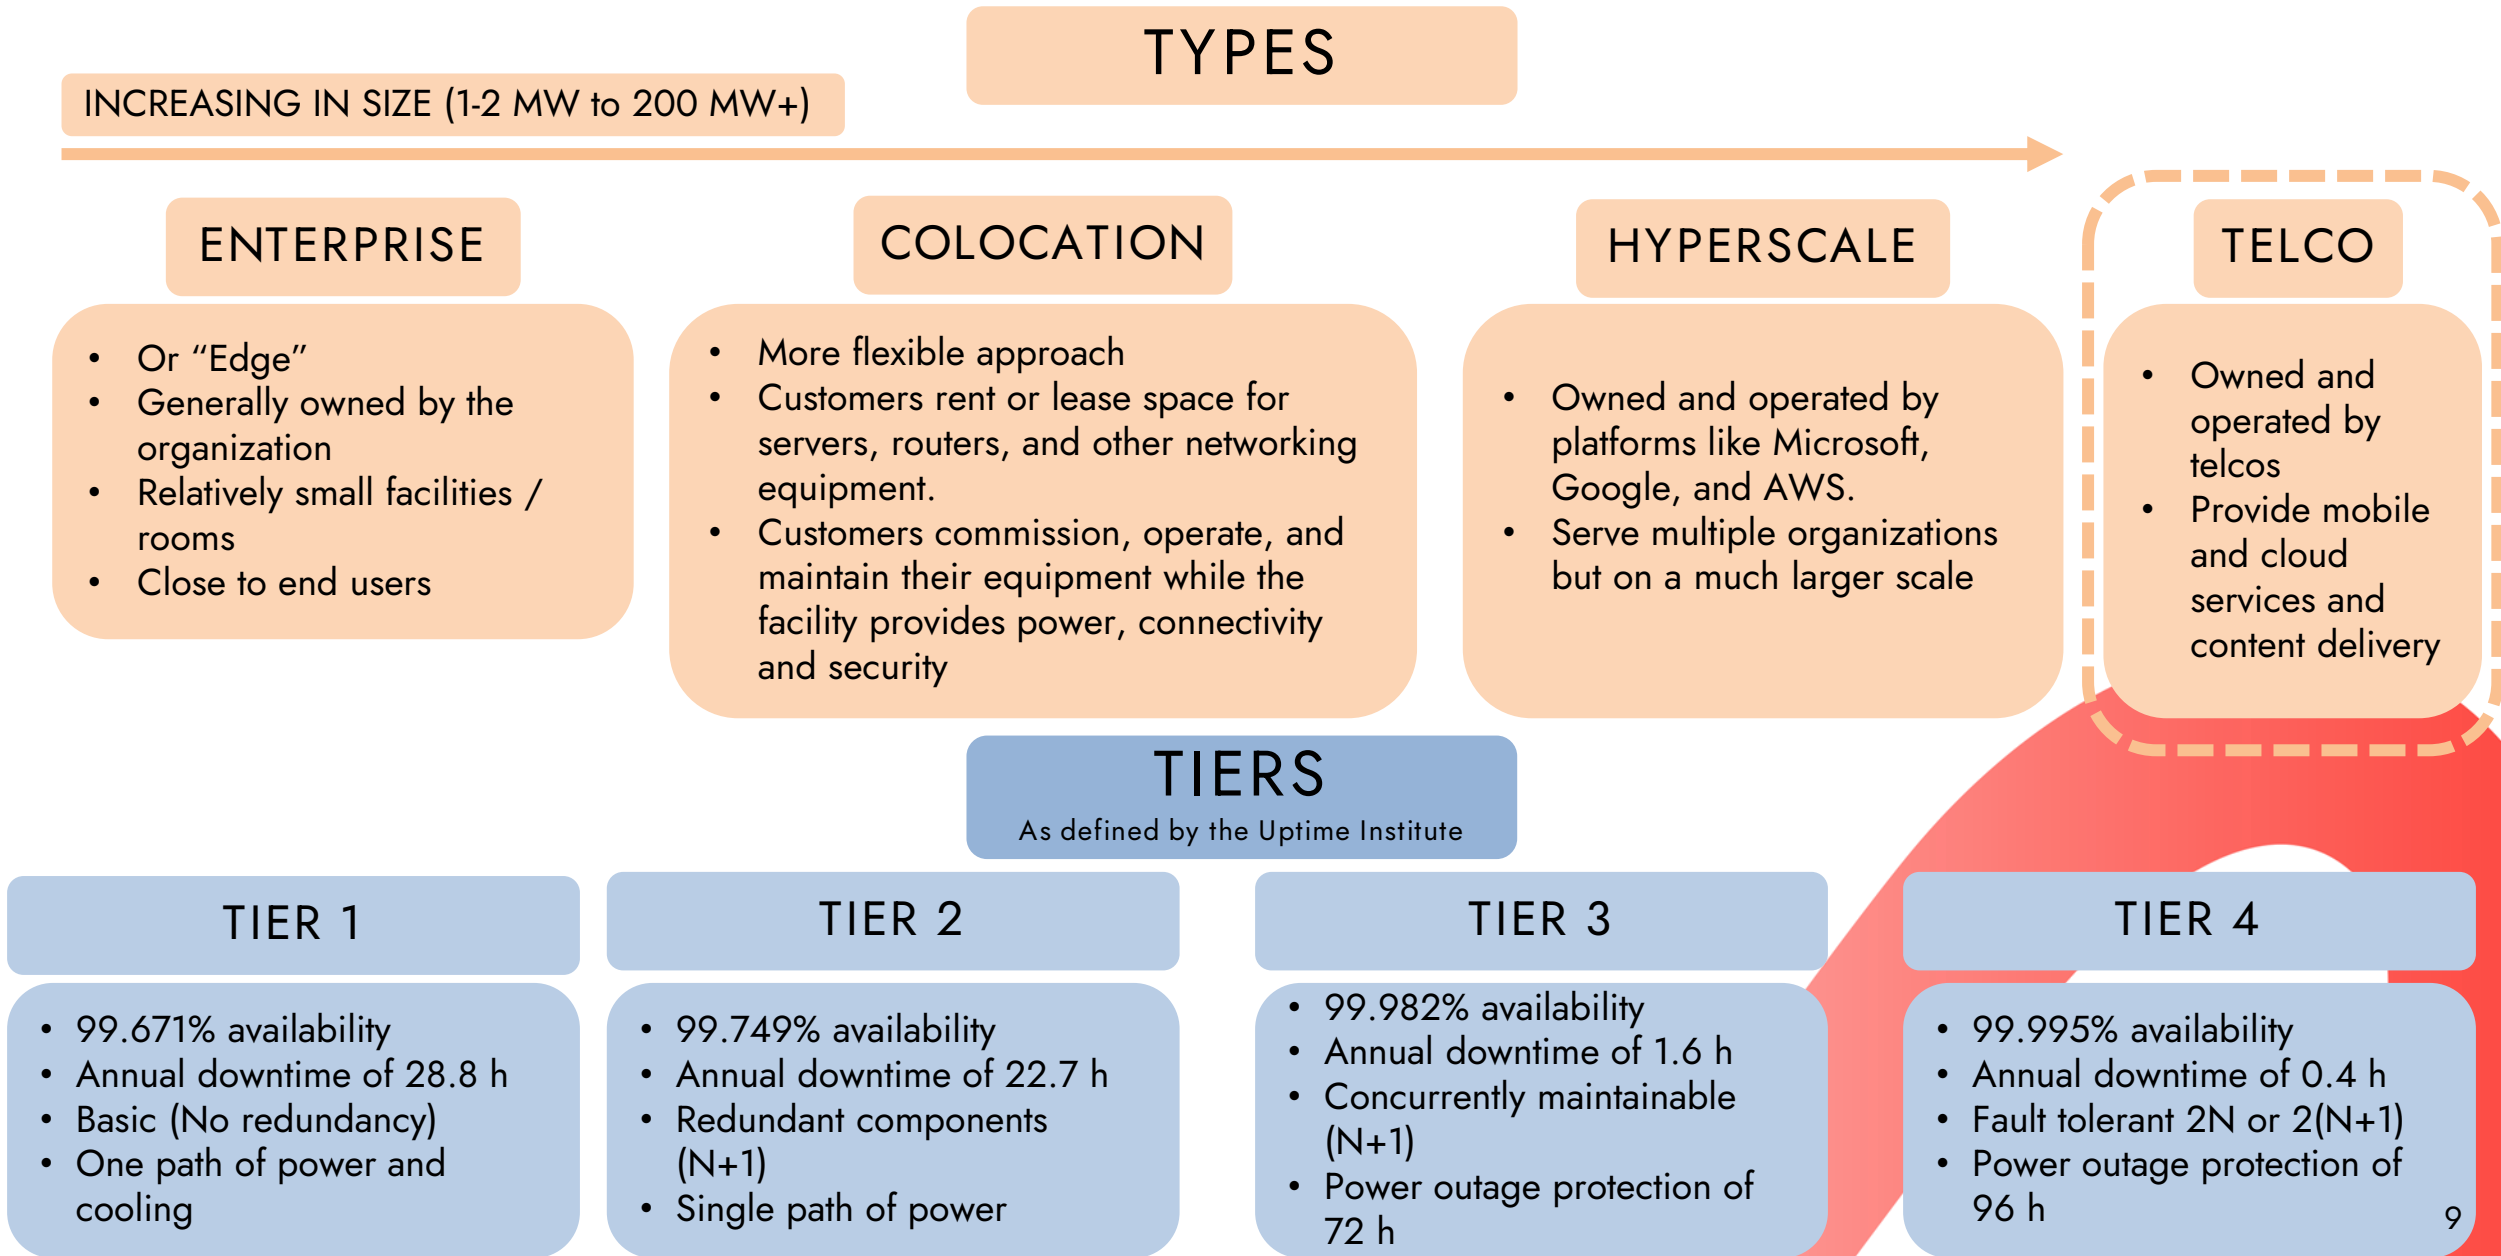 TYPES
INCREASING IN SIZE (1-2 MW to 200 MW+)
ENTERPRISE
• Or “Edge”
• Generally owned by the
organization
• Relatively small facilities /
rooms
• Close to end users
COLOCATION
• More flexible approach
• Customers rent or lease space for
servers, routers, and other networking
equipment.
• Customers commission, operate, and
maintain their equipment while the
facility provides power, connectivity
and security
HYPERSCALE
• Owned and operated by
platforms like Microsoft,
Google, and AWS.
• Serve multiple organizations
but on a much larger scale
TELCO
• Owned and
operated by
telcos
• Provide mobile
and cloud
services and
content delivery
TIERS
As defined by the Uptime Institute
TIER 1
• 99.671% availability
• Annual downtime of 28.8 h
• Basic (No redundancy)
• One path of power and
cooling
TIER 2
• 99.749% availability
• Annual downtime of 22.7 h
• Redundant components
(N+1)
• Single path of power
TIER 3
• 99.982% availability
• Annual downtime of 1.6 h
• Concurrently maintainable
(N+1)
• Power outage protection of
72 h
TIER 4
• 99.995% availability
• Annual downtime of 0.4 h
• Fault tolerant 2N or 2(N+1)
• Power outage protection of
96 h
9